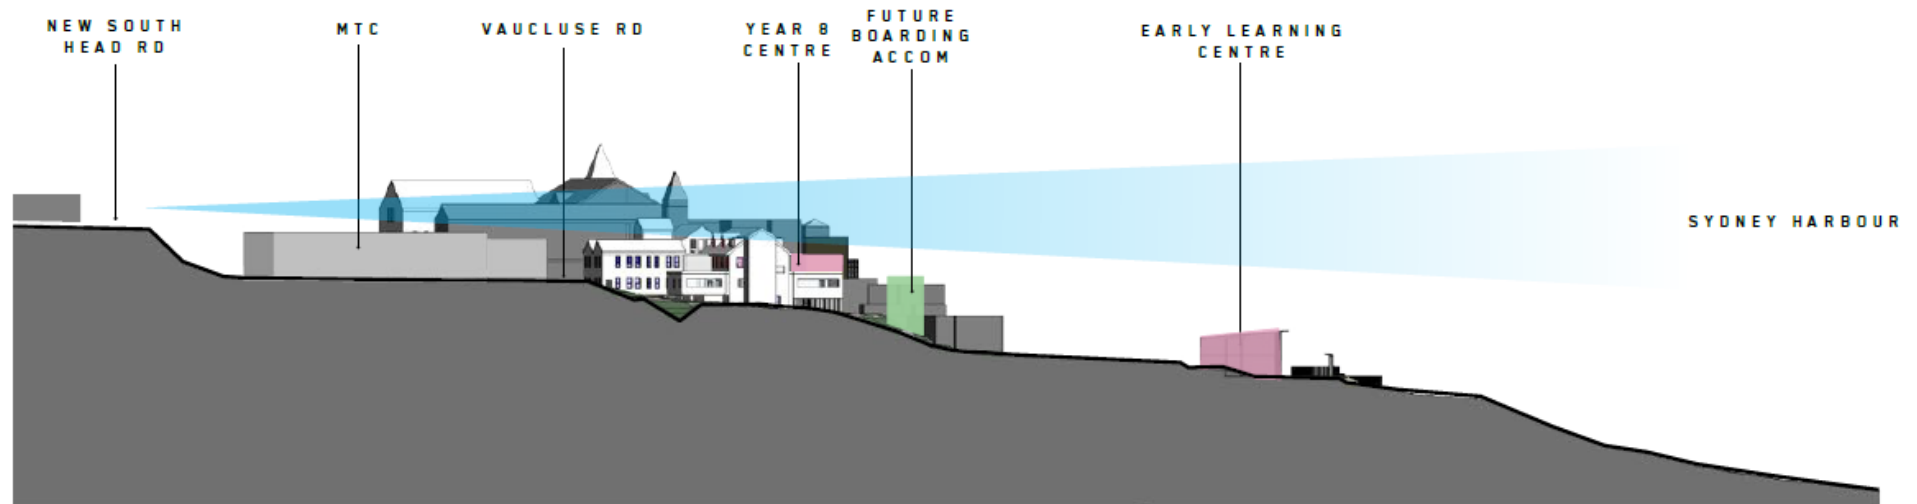 NEW SOUTH
HEAD RD
MTC
VAUCLUSE RD
YEAR 8
CENTRE
FUTURE
BOARDING
ACCOM
EARLY LEARNING
CENTRE
SYDNEY HARBOUR